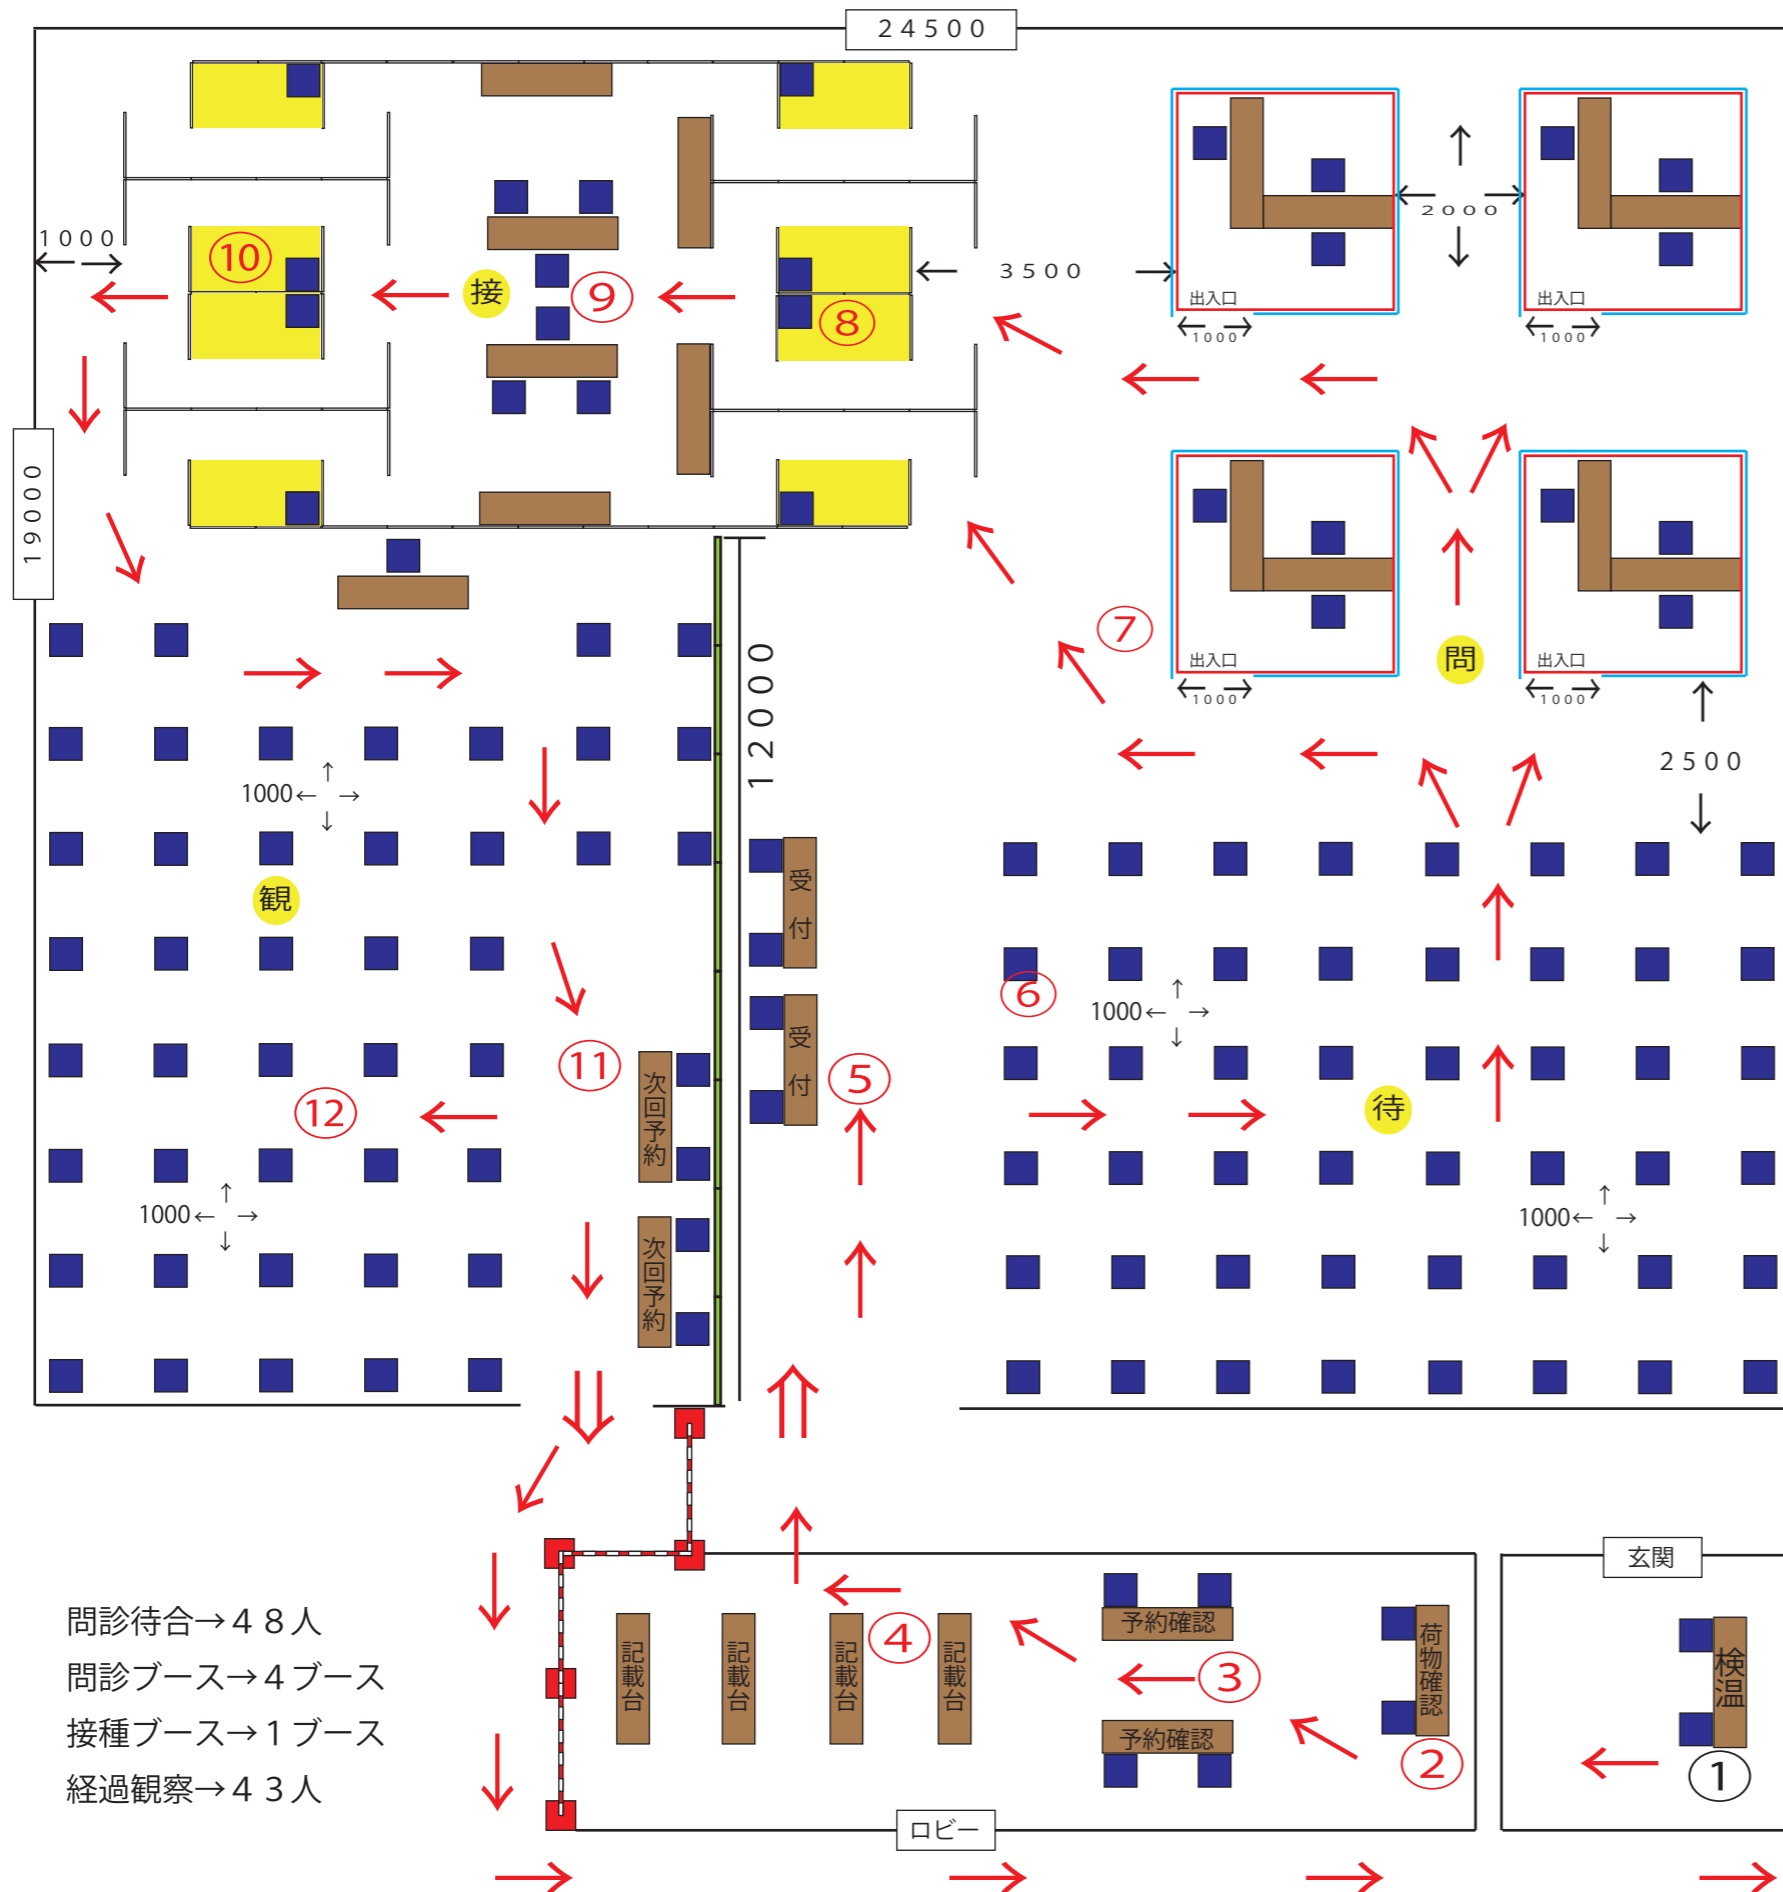 24500
1000
10
接
9
8
3500
2000
出入口
1000
出入口
1000
19000
12000
7
問
出入口
1000
出入口
1000
2500
1000
観
受付
受付
6
1000
待
5
11
12
次回予約
次回予約
1000
1000
玄関
問診待合→48人
問診ブース→4ブース
接種ブース→1ブース
経過観察→43人
記載台
記載台
記載台
記載台
4
予約確認
3
予約確認
荷物確認
2
検温
1
ロビー